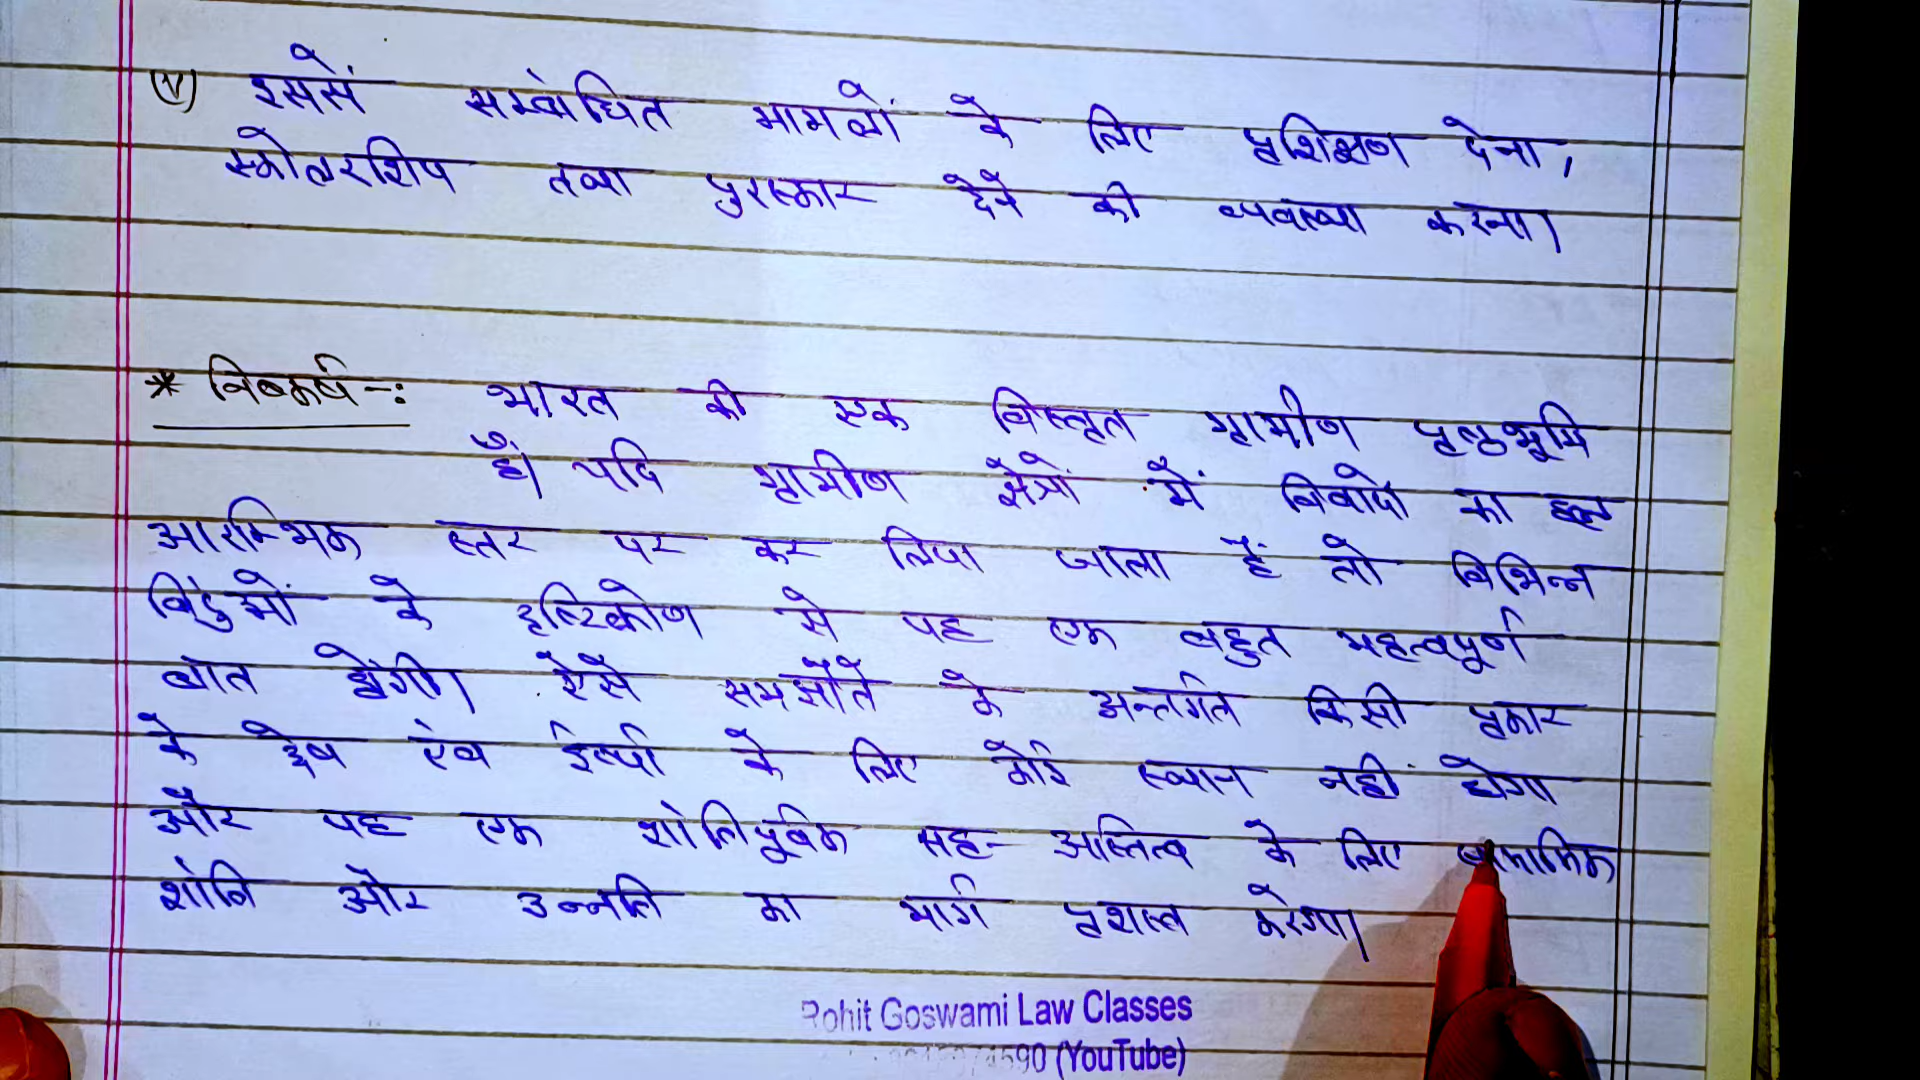 (v) इससें सम्बंधित मामलों के लिए प्रशिक्षण देना,
स्कोलरशिप तथा पुरस्कार देने की व्यवस्था करना।
* निष्कर्ष -: भारत की एक विस्तृत ग्रामीण पृष्ठभूमि
है। यदि ग्रामीण क्षेत्रों में विवादो का हल
आरम्भिक स्तर पर कर लिया जाता हैं तो विभिन्न
बिंदुओं के दृष्टिकोण से यह एक बहुत महत्वपूर्ण
बात होगी। ऐसें समझौते के अन्तर्गत किसी प्रकार
के द्वेष एंव ईर्ष्या के लिए कोई स्थान नहीं होगा
और यह एक शांतिपूर्वक सह- अस्तित्व के लिए
शांति और उन्नति का मार्ग प्रशस्त करेगा।
Rohit Goswami Law Classes
590 (YouTube)